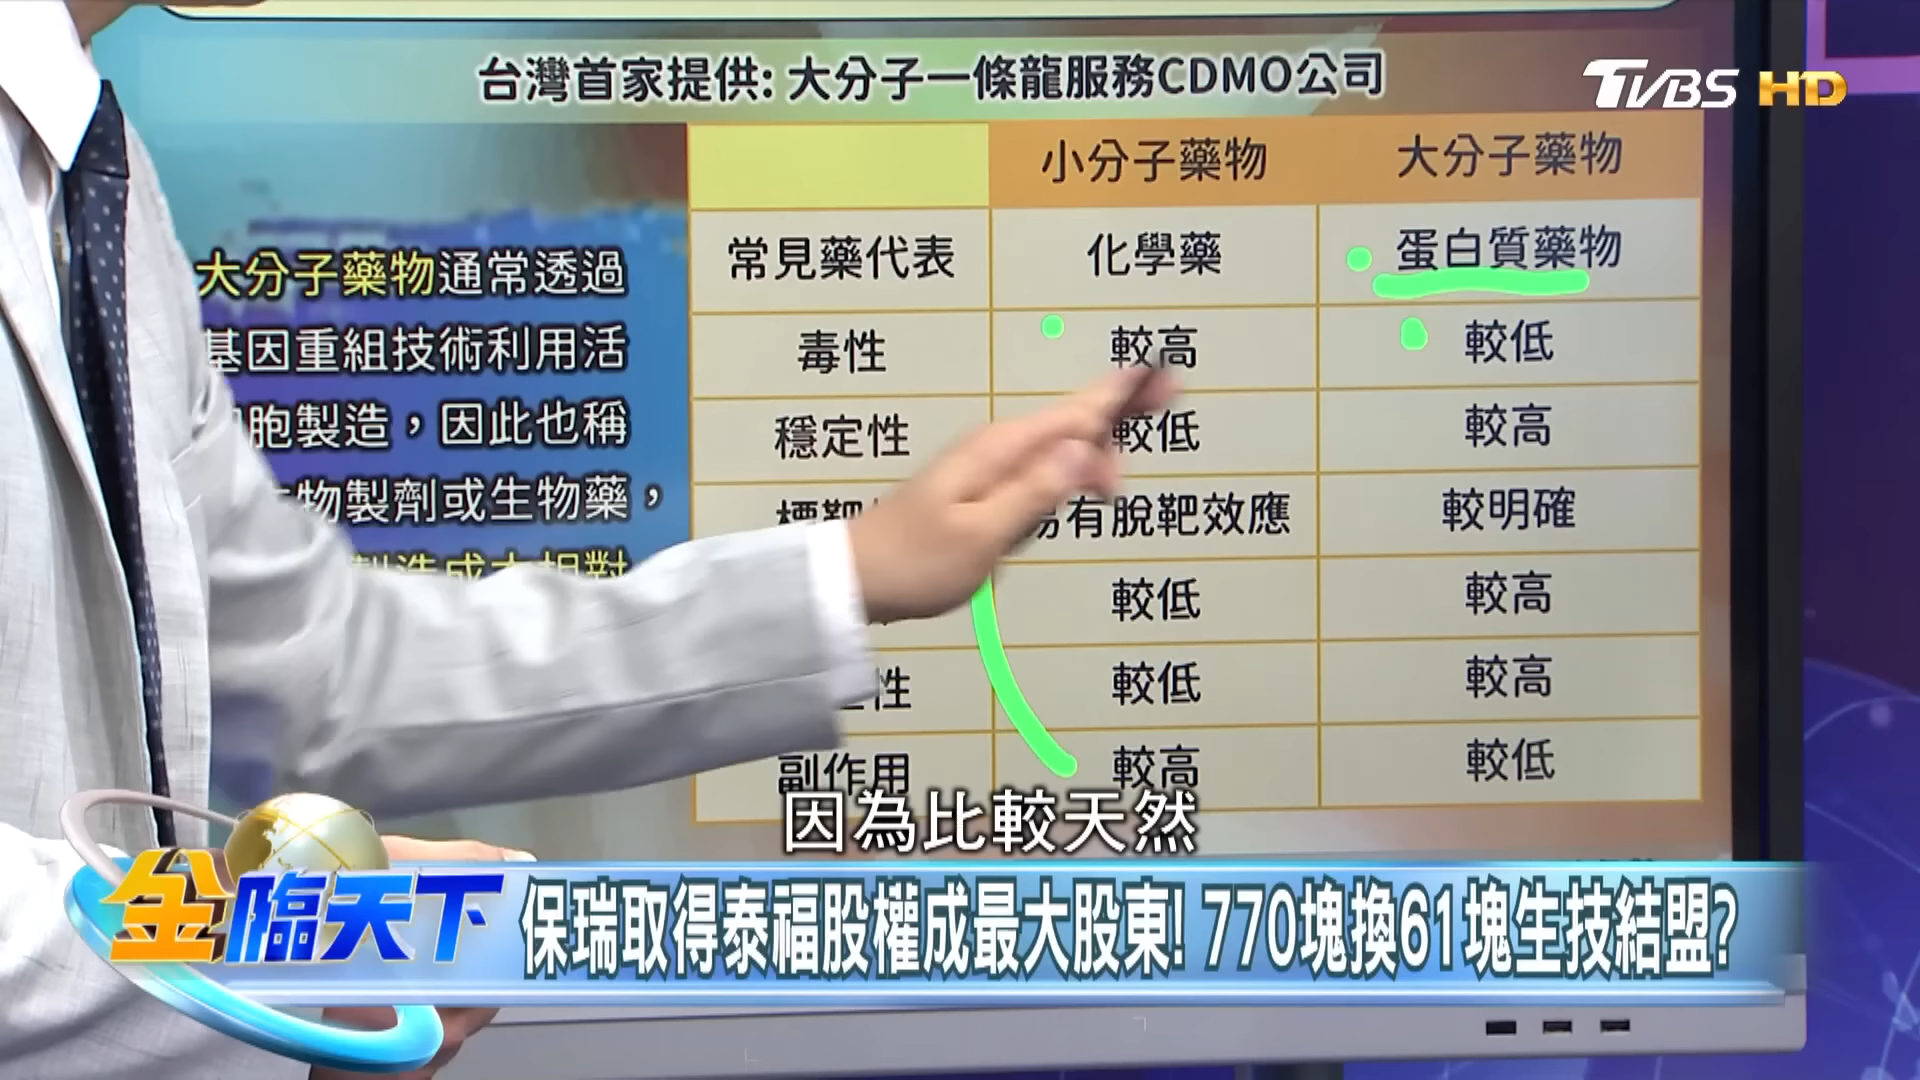 台灣首家提供: 大分子一條龍服務CDMO公司
TVBS HD
小分子藥物 大分子藥物
常見藥代表 化學藥 蛋白質藥物
毒性 較高 較低
穩定性 較低 較高
易有脫靶效應 較明確
較低 較高
性 較低 較高
副作用 較高 較低
大分子藥物通常透過
基因重組技術利用活
胞製造，因此也稱
物製劑或生物藥，
製造成本相對
因為比較天然
金臨天下
保瑞取得泰福股權成最大股東! 770塊換61塊生技結盟?